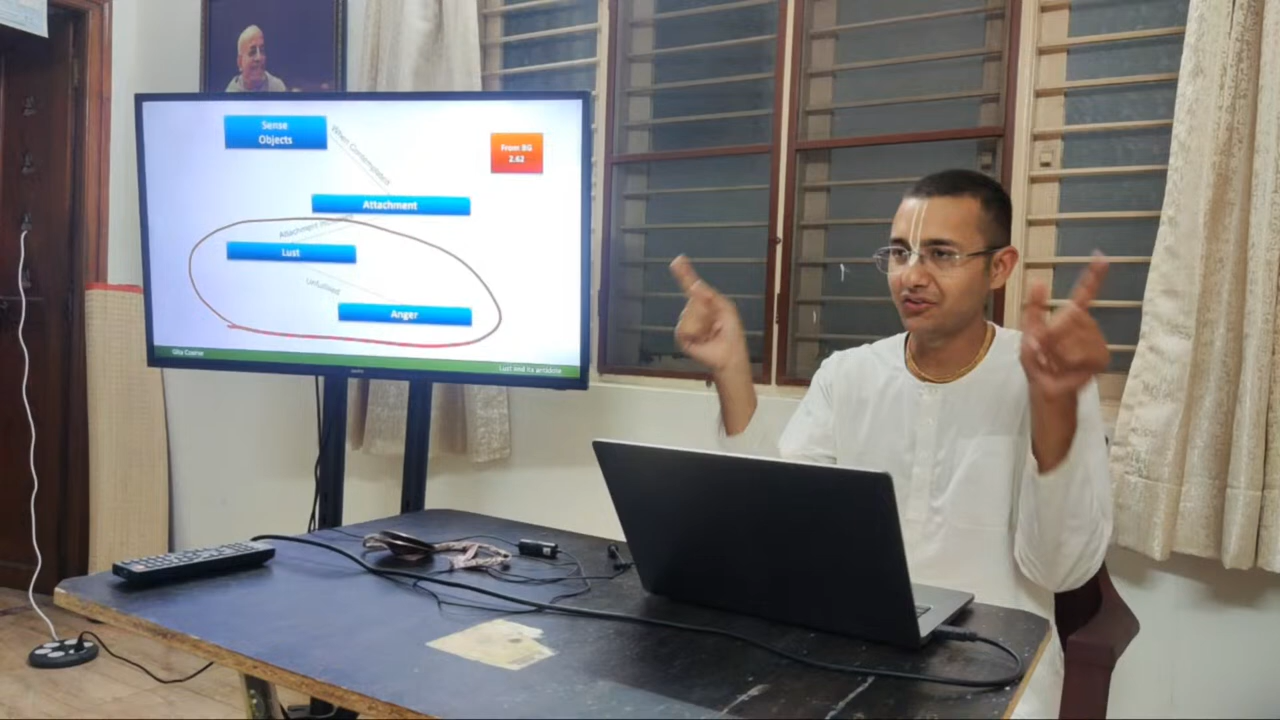 Sense
Objects
When Contemplated
From BG
2.62
Attachment
Attachment
Lust
Unfulfilled
Anger
Gita Course
Lust and its antidote